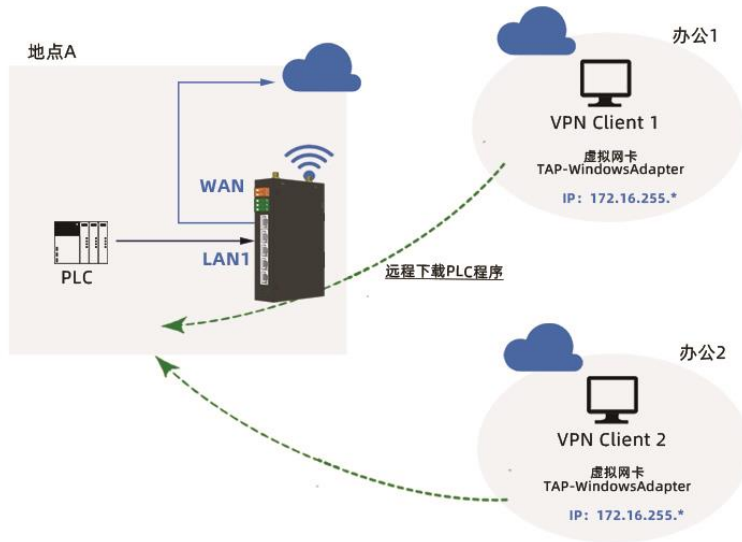 地点A
WAN
LAN1
PLC
远程下载PLC程序
办公1
VPN Client 1
虚拟网卡
TAP-WindowsAdapter
IP: 172.16.255.*
办公2
VPN Client 2
虚拟网卡
TAP-WindowsAdapter
IP: 172.16.255.*